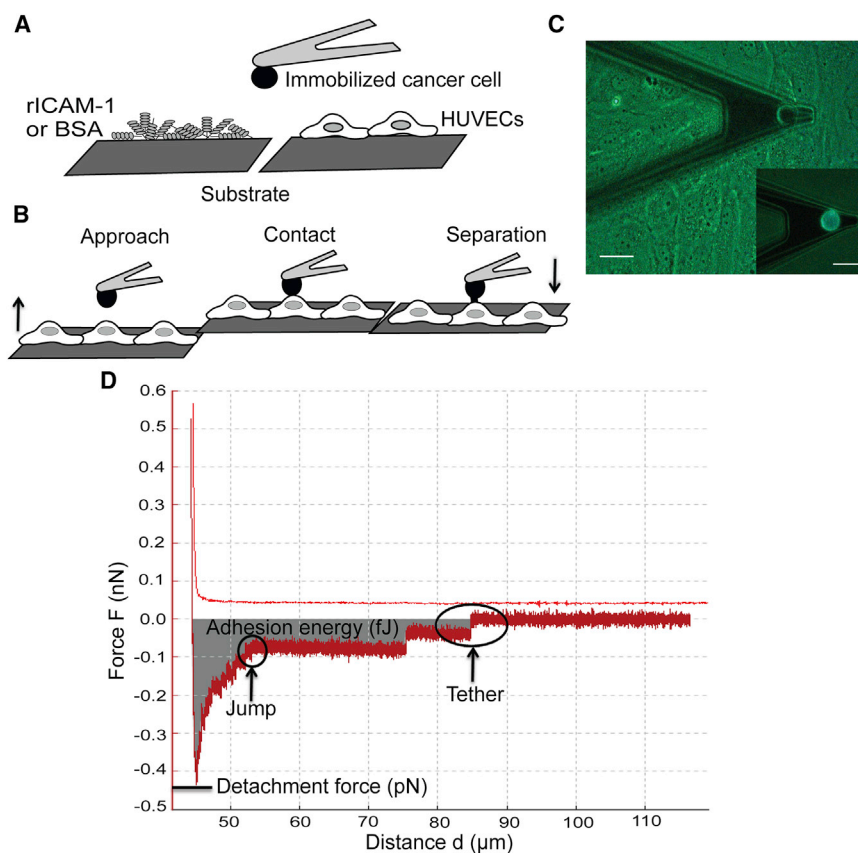 A
Immobilized cancer cell
rICAM-1
or BSA
HUVECs
Substrate
B
Approach
Contact
Separation
C
D
0.6
0.5
0.4
0.3
0.2
0.1
0.0
-0.1
-0.2
-0.3
-0.4
-0.5
Force F (nN)
Adhesion energy (fJ)
Jump
Tether
Detachment force (pN)
50
60
70
80
90
100
110
Distance d (μm)